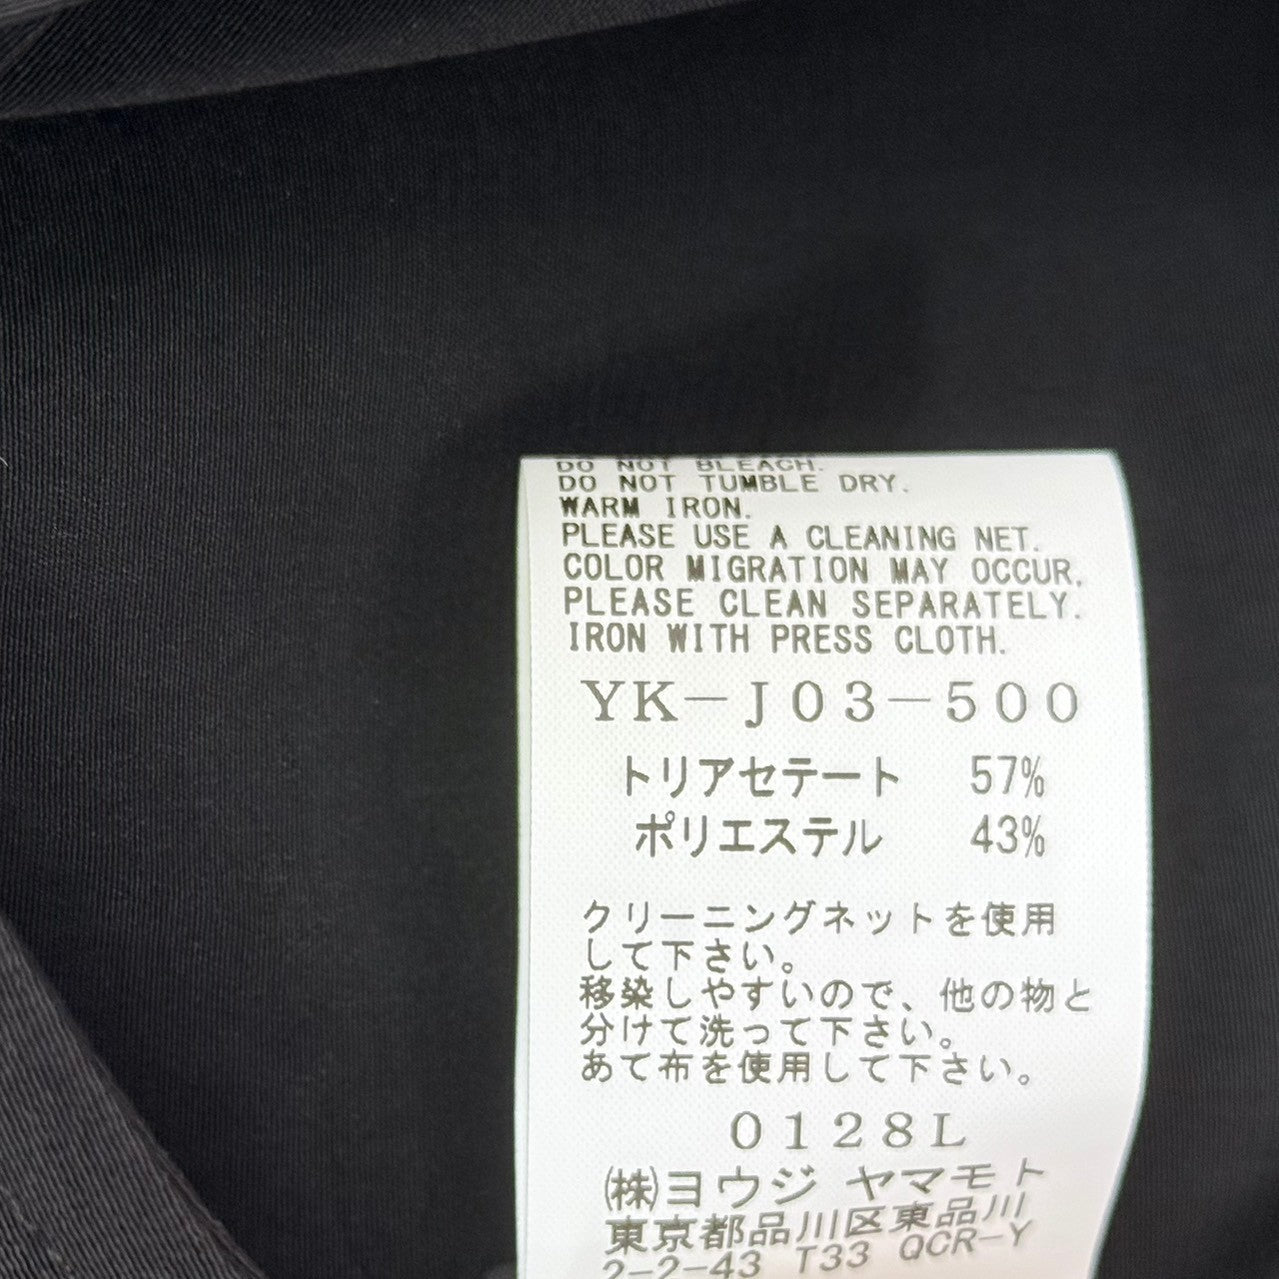 DO NOT BLEACH.
DO NOT TUMBLE DRY.
WARM IRON.
PLEASE USE A CLEANING NET.
COLOR MIGRATION MAY OCCUR.
PLEASE CLEAN SEPARATELY.
IRON WITH PRESS CLOTH.
YK-J03-500
トリアセテート 57%
ポリエステル 43%
クリーニングネットを使用
して下さい。
移染しやすいので、他の物と
分けて洗って下さい。
あて布を使用して下さい。
0128L
㈱ヨウジ ヤマモト
東京都品川区東品川
2-2-43 T33 QCR-Y